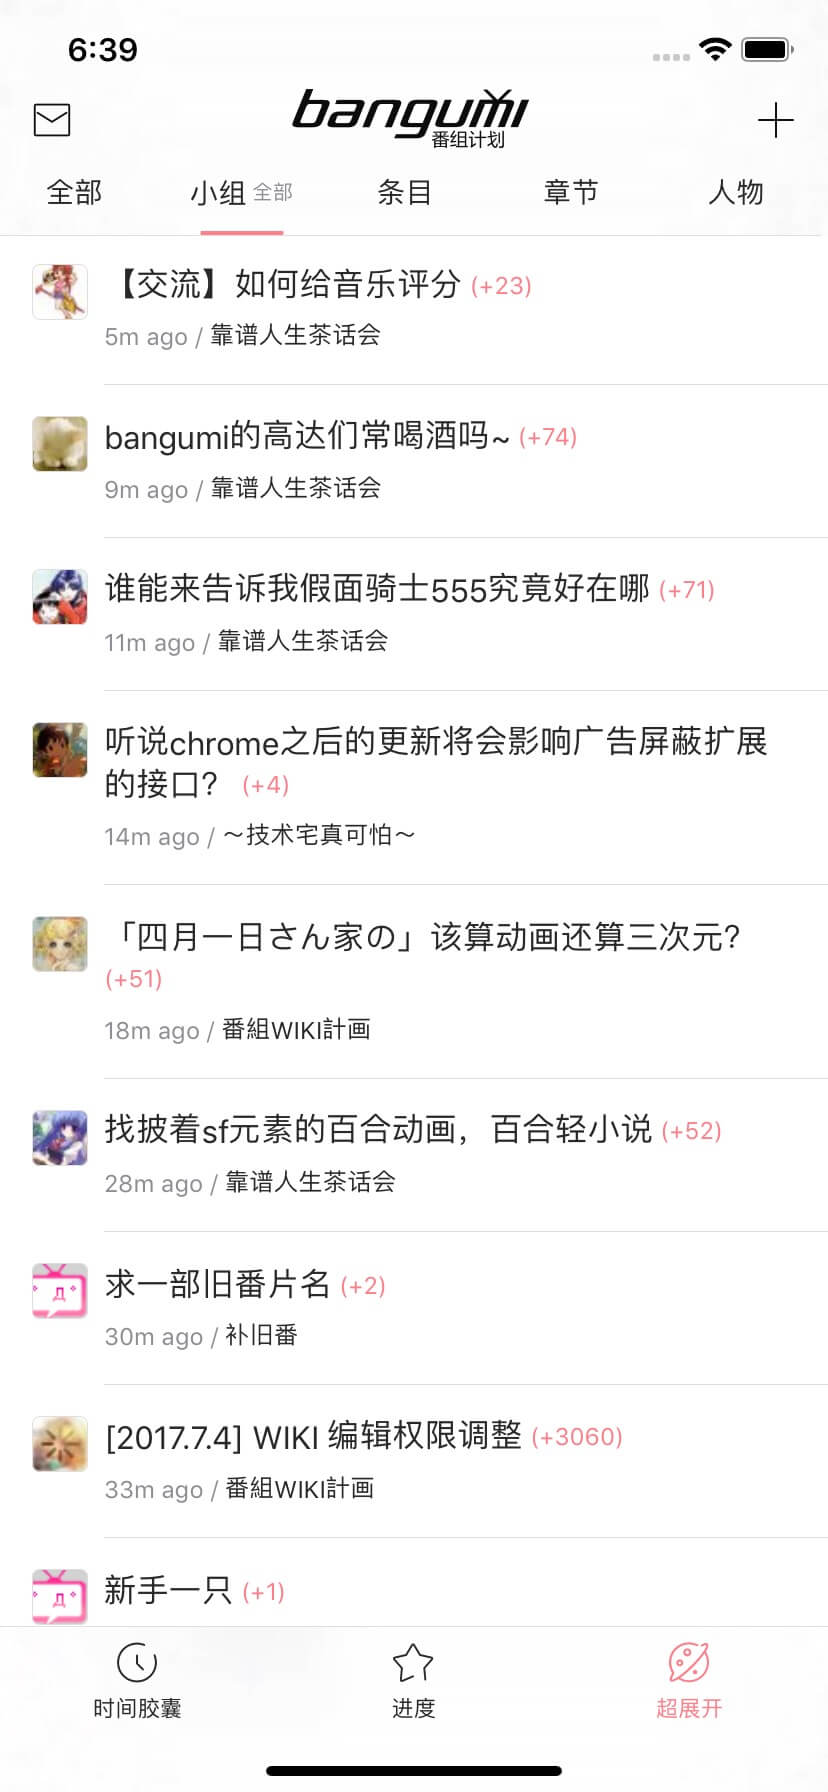 6:39
bangumi
番组计划
全部 小组 全部 条目 章节 人物
【交流】如何给音乐评分 (+23)
5m ago / 靠谱人生茶话会
bangumi的高达们常喝酒吗~ (+74)
9m ago / 靠谱人生茶话会
谁能来告诉我假面骑士555究竟好在哪 (+71)
11m ago / 靠谱人生茶话会
听说chrome之后的更新将会影响广告屏蔽扩展
的接口？ (+4)
14m ago / ～技术宅真可怕～
「四月一日さん家の」该算动画还算三次元？
(+51)
18m ago / 番組WIKI計画
找披着sf元素的百合动画，百合轻小说 (+52)
28m ago / 靠谱人生茶话会
求一部旧番片名 (+2)
30m ago / 补旧番
[2017.7.4] WIKI 编辑权限调整 (+3060)
33m ago / 番組WIKI計画
新手一只 (+1)
时间胶囊 进度 超展开